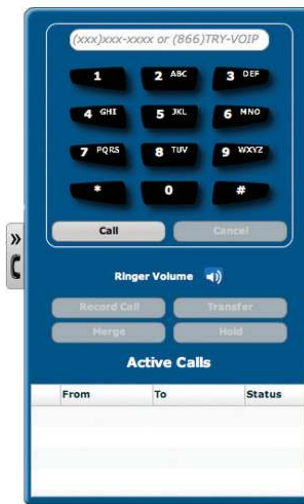 (xxx)xxx-xxxx or (866)TRY-VOIP
1 2 ABC 3 DEF
4 GHI 5 JKL 6 MNO
7 PQRS 8 TUV 9 WXYZ
* 0 #
Call Cancel
»
Ringer Volume
Record Call Transfer
Merge Hold
Active Calls
From To Status